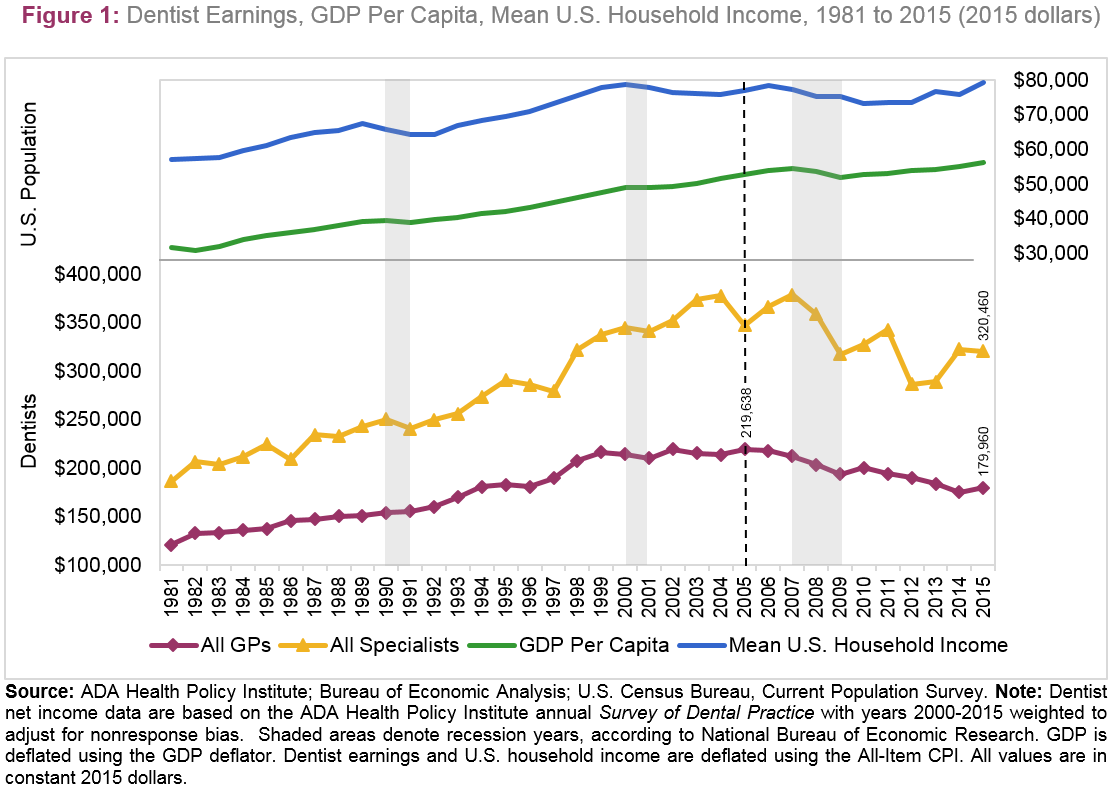 Figure 1: Dentist Earnings, GDP Per Capita, Mean U.S. Household Income, 1981 to 2015 (2015 dollars)
U.S. Population
$80,000
$70,000
$60,000
$50,000
$40,000
$30,000
Dentists
$400,000
$350,000
$300,000
$250,000
$200,000
$150,000
$100,000
320,460
219,638
179,960
1981 1982 1983 1984 1985 1986 1987 1988 1989 1990 1991 1992 1993 1994 1995 1996 1997 1998 1999 2000 2001 2002 2003 2004 2005 2006 2007 2008 2009 2010 2011 2012 2013 2014 2015
All GPs All Specialists GDP Per Capita Mean U.S. Household Income
Source: ADA Health Policy Institute; Bureau of Economic Analysis; U.S. Census Bureau, Current Population Survey. Note: Dentist
net income data are based on the ADA Health Policy Institute annual Survey of Dental Practice with years 2000-2015 weighted to
adjust for nonresponse bias. Shaded areas denote recession years, according to National Bureau of Economic Research. GDP is
deflated using the GDP deflator. Dentist earnings and U.S. household income are deflated using the All-Item CPI. All values are in
constant 2015 dollars.